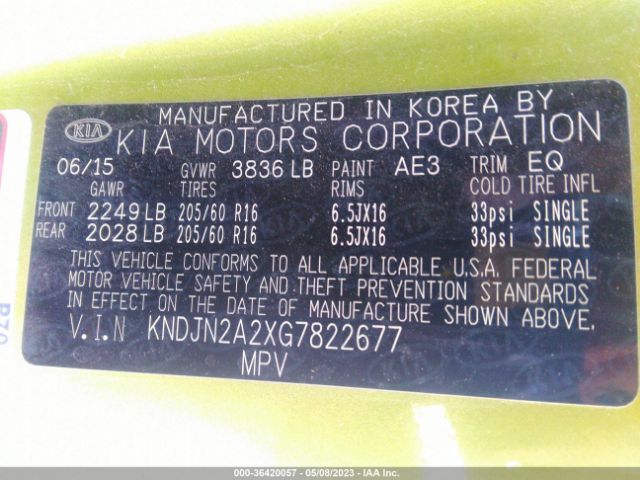 MANUFACTURED IN KOREA BY
KIA KIA MOTORS CORPORATION
06/15 GVWR 3836 LB PAINT AE3 TRIM EQ
GAWR TIRES RIMS COLD TIRE INFL
FRONT 2249 LB 205/60 R16 6.5JX16 33psi SINGLE
REAR 2028 LB 205/60 R16 6.5JX16 33psi SINGLE
THIS VEHICLE CONFORMS TO ALL APPLICABLE U.S.A. FEDERAL
MOTOR VEHICLE SAFETY AND THEFT PREVENTION STANDARDS
IN EFFECT ON THE DATE OF MANUFACTURE SHOWN ABOVE.
V.I.N KNDJN2A2XG7822677
MPV
000-36420057 - 05/08/2023 - IAA Inc.